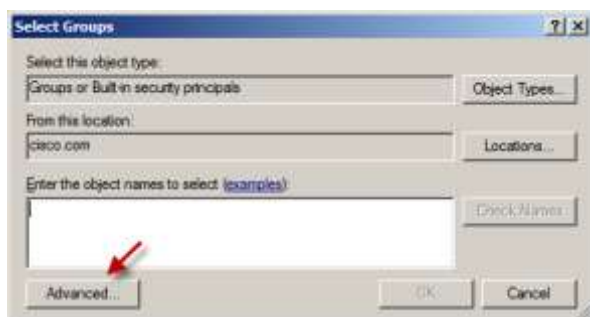 Select Groups
Select this object type:
Groups or Built-in security principals
Object Types...
From this location:
cisco.com
Locations...
Enter the object names to select (examples):
Check Names
Advanced...
OK
Cancel